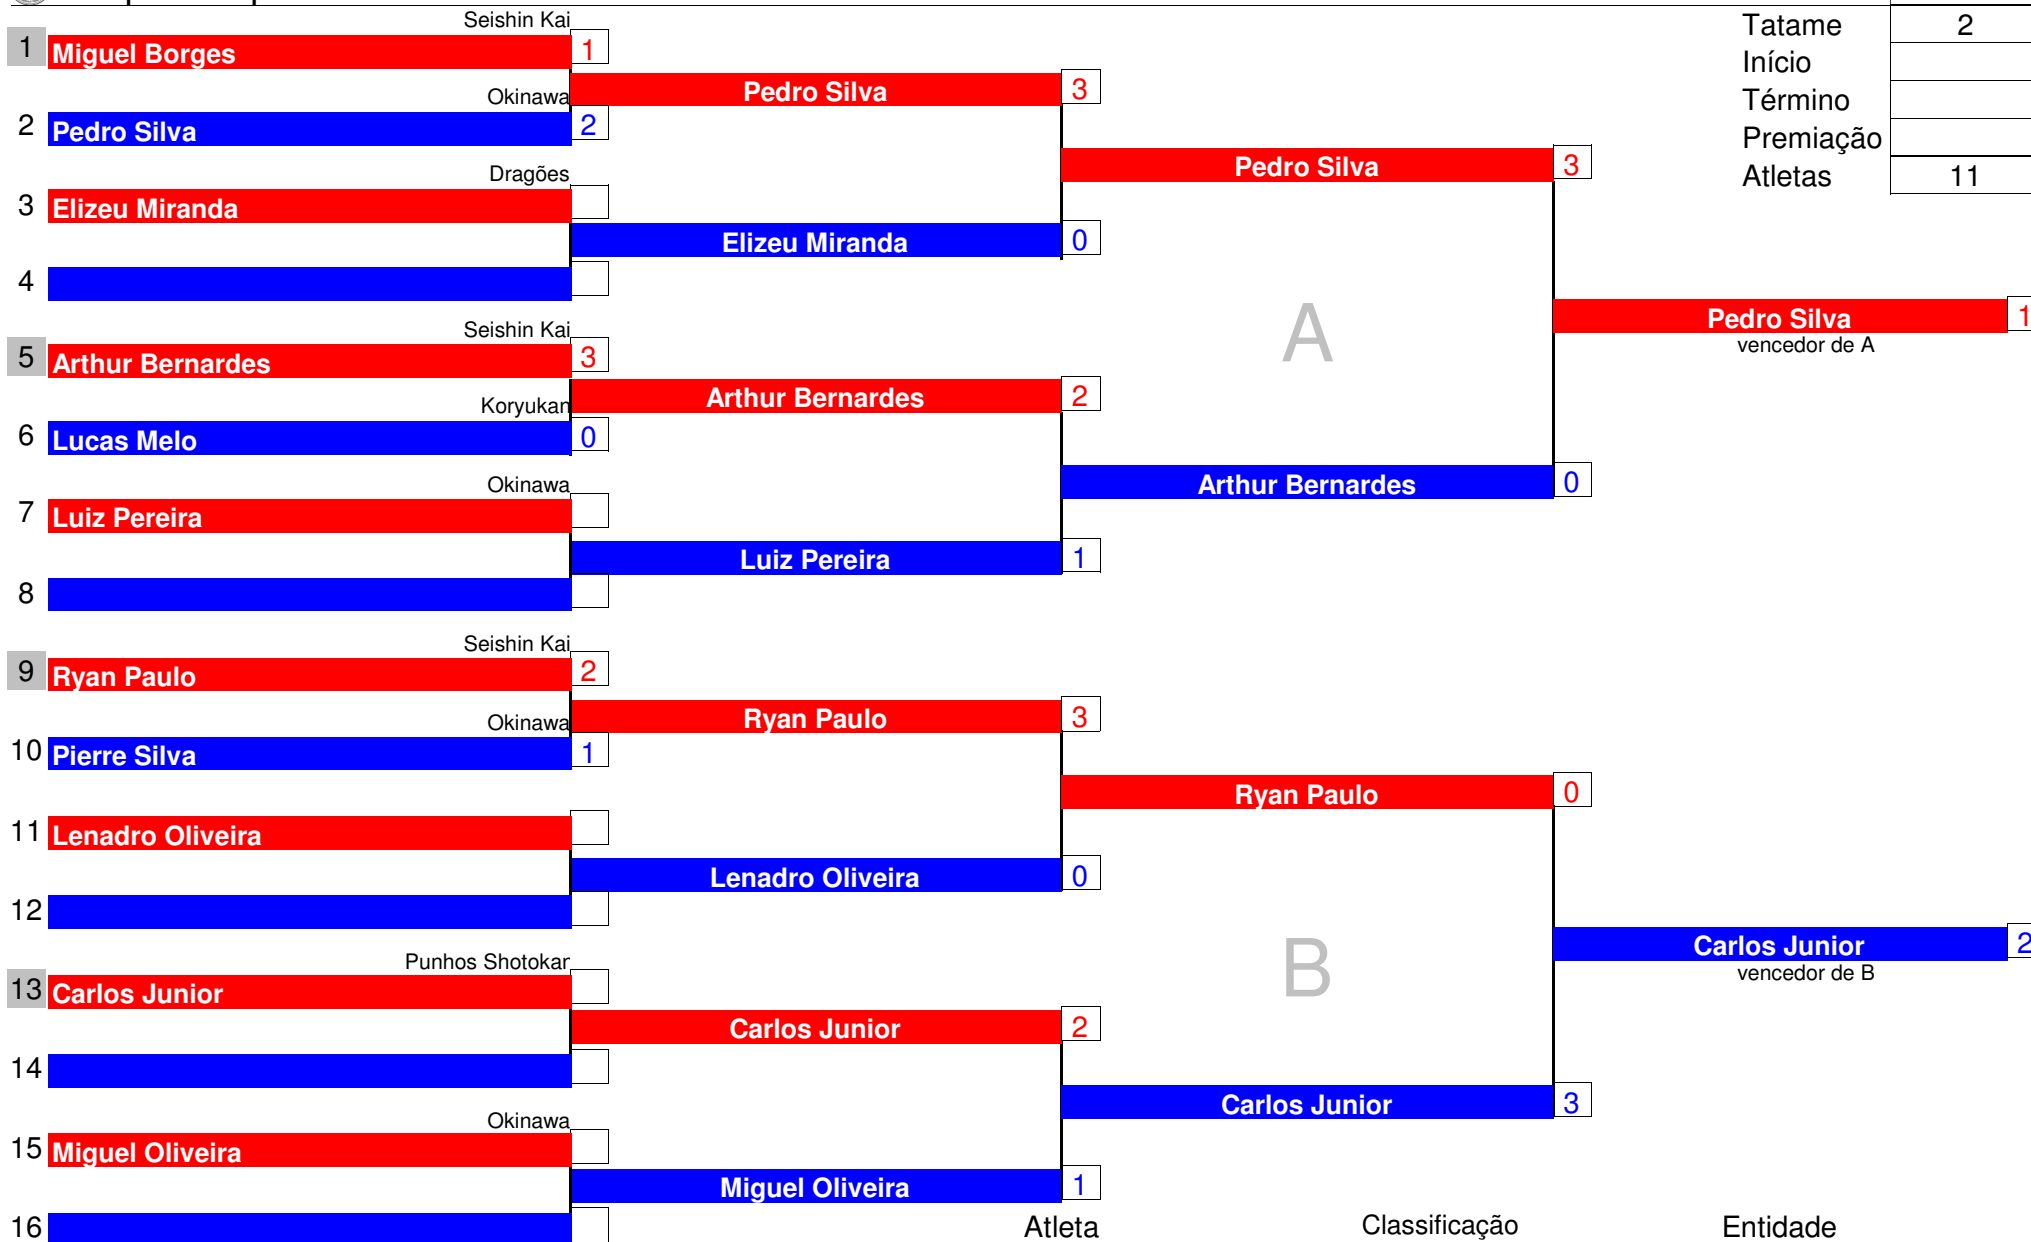 Seishin Kai
1 Miguel Borges 1
Okinawa
2 Pedro Silva 2
Dragões
3 Elizeu Miranda
4
Seishin Kai
5 Arthur Bernardes 3
Koryukan
6 Lucas Melo 0
Okinawa
7 Luiz Pereira
8
Seishin Kai
9 Ryan Paulo 2
Okinawa
10 Pierre Silva 1
11 Lenadro Oliveira
12
Punhos Shotokan
13 Carlos Junior
14
Okinawa
15 Miguel Oliveira
16
Pedro Silva 3
Elizeu Miranda 0
Arthur Bernardes 2
Luiz Pereira 1
Ryan Paulo 3
Lenadro Oliveira 0
Carlos Junior 2
Miguel Oliveira 1
Pedro Silva 3
A
Arthur Bernardes 0
Ryan Paulo 0
B
Carlos Junior 3
Pedro Silva 1
vencedor de A
Carlos Junior 2
vencedor de B
Tatame 2
Início
Término
Premiação
Atletas 11
Atleta Classificação Entidade